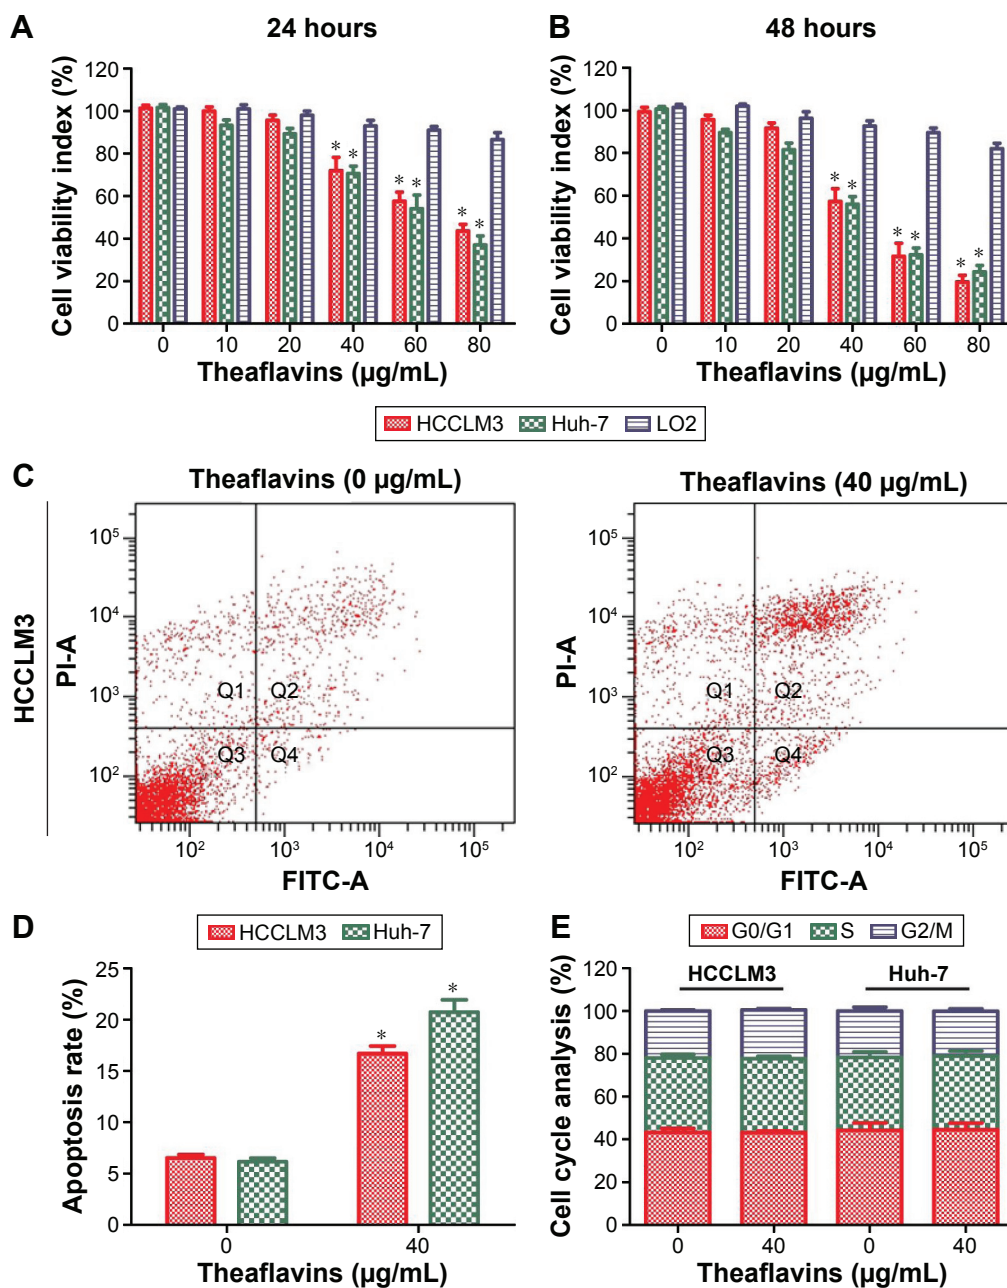 A
24 hours
Cell viability index (%)
120
100
80
60
40
20
0
* * * * * *
0 10 20 40 60 80
Theaflavins (µg/mL)
B
48 hours
Cell viability index (%)
120
100
80
60
40
20
0
* * * * * *
0 10 20 40 60 80
Theaflavins (µg/mL)
HCCLM3 Huh-7 LO2
C
HCCLM3
Theaflavins (0 µg/mL)
PI-A
10⁵
10⁴
10³
10²
Q1 Q2
Q3 Q4
10² 10³ 10⁴ 10⁵
FITC-A
Theaflavins (40 µg/mL)
PI-A
10⁵
10⁴
10³
10²
Q1 Q2
Q3 Q4
10² 10³ 10⁴ 10⁵
FITC-A
D
HCCLM3 Huh-7
Apoptosis rate (%)
25
20
15
10
5
0
* *
0 40
Theaflavins (µg/mL)
E
G0/G1 S G2/M
Cell cycle analysis (%)
120
100
80
60
40
20
0
HCCLM3 Huh-7
0 40 0 40
Theaflavins (µg/mL)